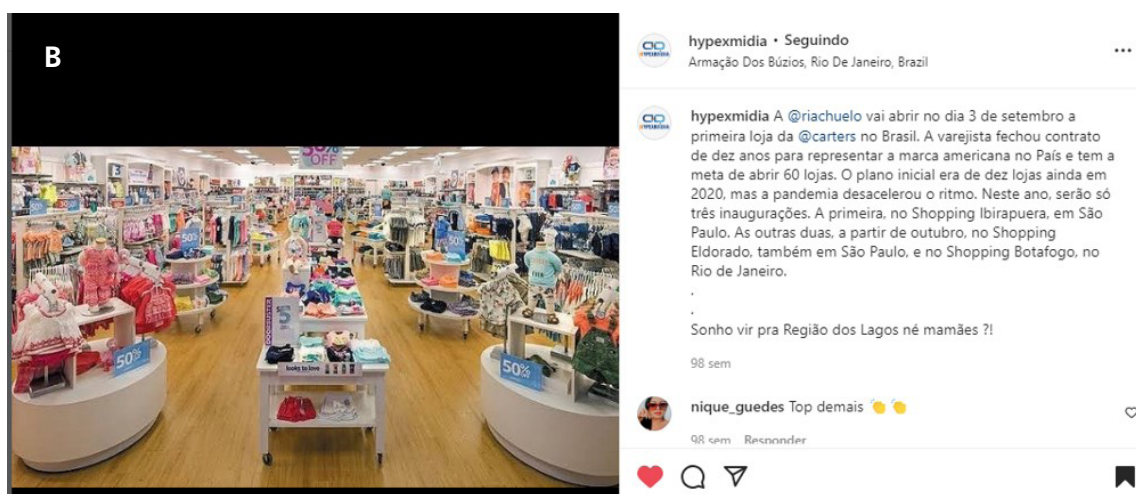 B
50%
OFF
50%
50%
50%
50%
DOORBUSTER
looks to love
hypexmidia • Seguindo
Armação Dos Búzios, Rio De Janeiro, Brazil
hypexmidia A @riachuelo vai abrir no dia 3 de setembro a
primeira loja da @carters no Brasil. A varejista fechou contrato
de dez anos para representar a marca americana no País e tem a
meta de abrir 60 lojas. O plano inicial era de dez lojas ainda em
2020, mas a pandemia desacelerou o ritmo. Neste ano, serão só
três inaugurações. A primeira, no Shopping Ibirapuera, em São
Paulo. As outras duas, a partir de outubro, no Shopping
Eldorado, também em São Paulo, e no Shopping Botafogo, no
Rio de Janeiro.
.
.
Sonho vir pra Região dos Lagos né mamães ?!
98 sem
nique_guedes Top demais 👏👏
98 sem Responder